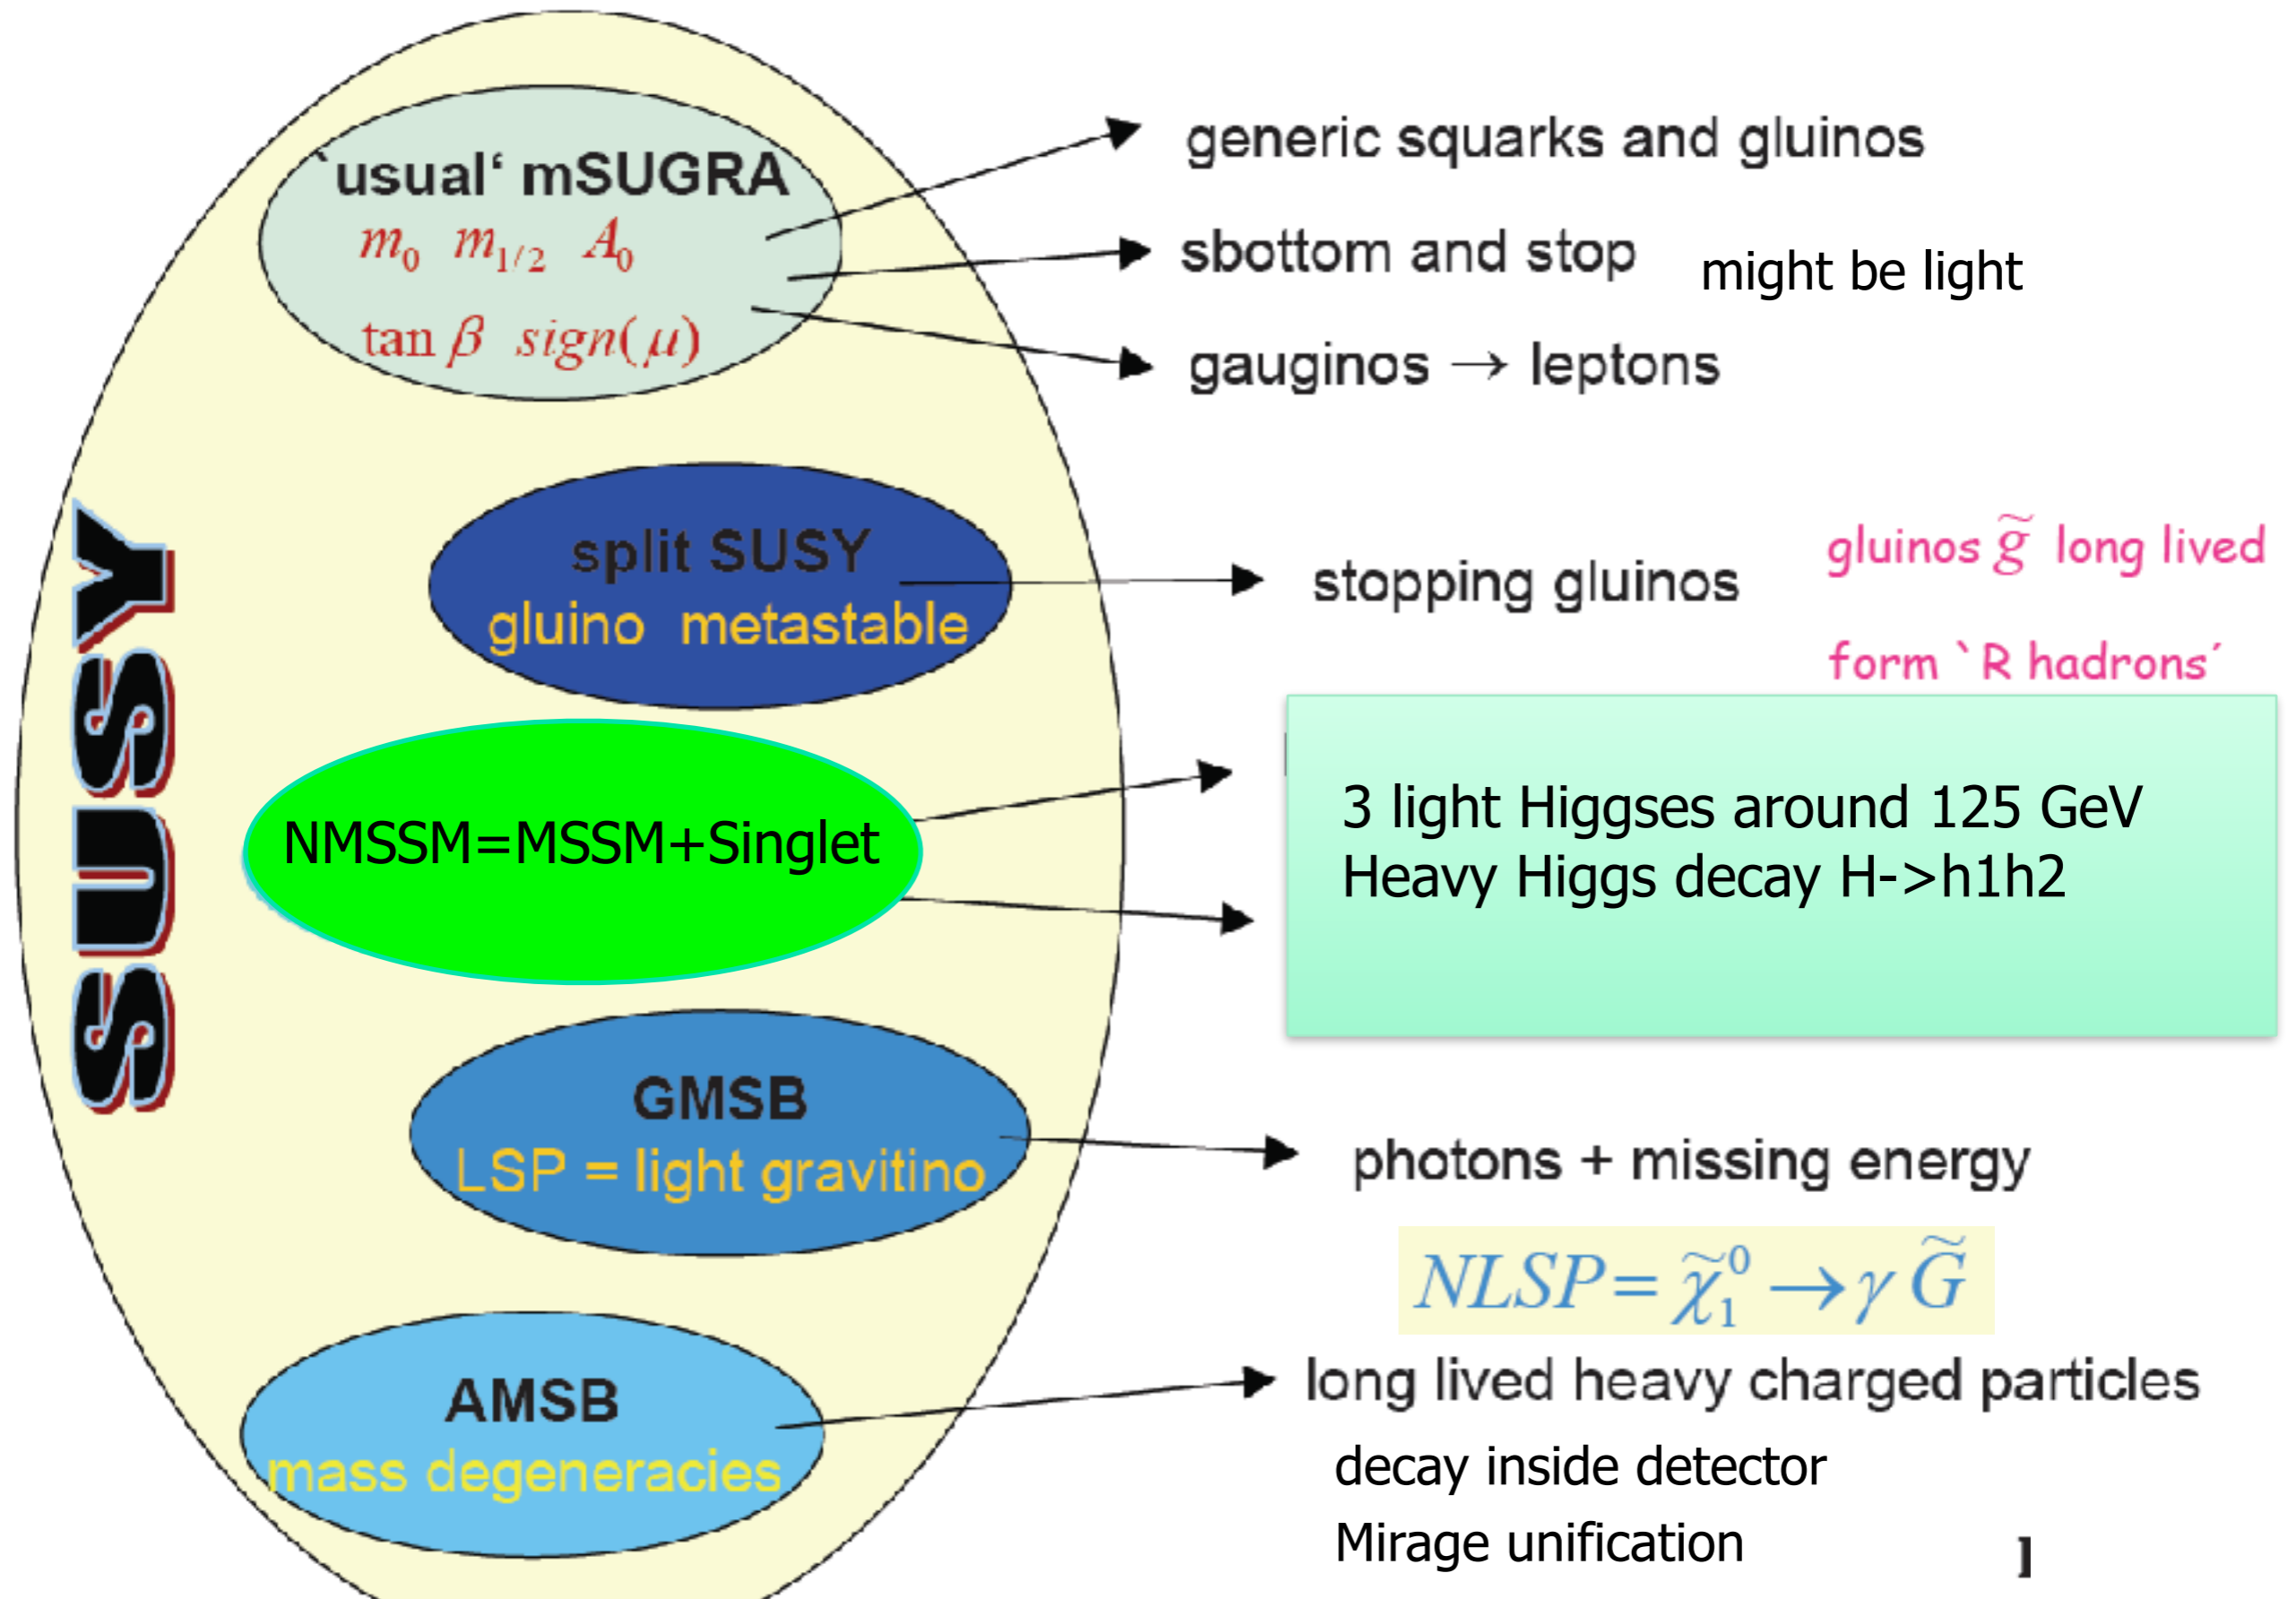 SUSY
`usual‘ mSUGRA
m₀ m₁/₂ A₀
tan β sign(μ)
generic squarks and gluinos
sbottom and stop might be light
gauginos → leptons
split SUSY
gluino metastable
stopping gluinos
gluinos g̃ long lived
form `R hadrons´
NMSSM=MSSM+Singlet
3 light Higgses around 125 GeV
Heavy Higgs decay H->h1h2
GMSB
LSP = light gravitino
photons + missing energy
NLSP = χ̃₁⁰ → γ G̃
AMSB
mass degeneracies
long lived heavy charged particles
decay inside detector
Mirage unification